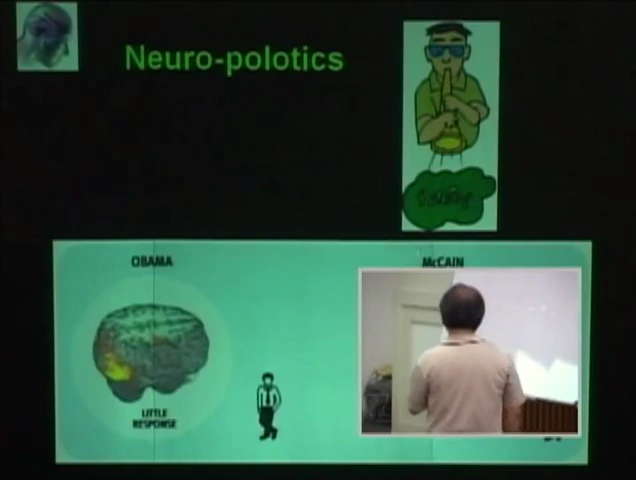 Neuro-polotics
OBAMA
McCAIN
LITTLE
RESPONSE